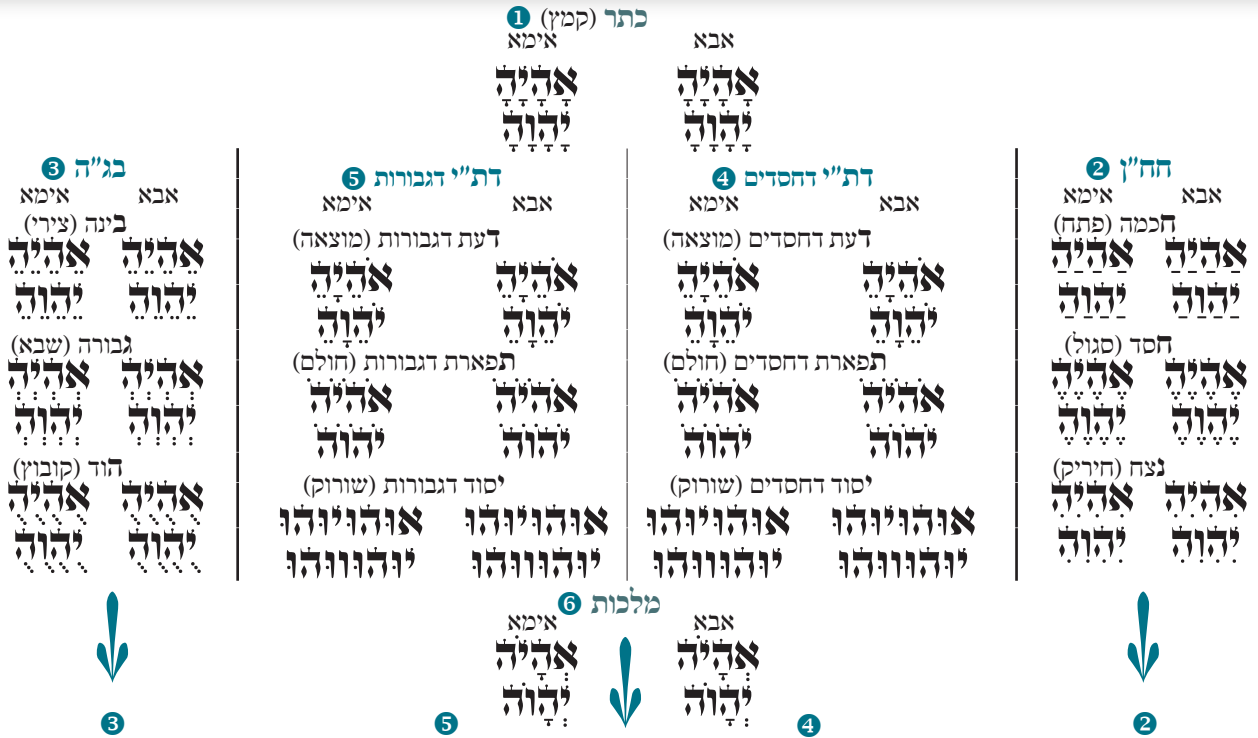 כתר (קמץ) 1
אבא אימא
אָהָיָהָ אָהָיָהָ
יָהָוָהָ יָהָוָהָ
חח"ן 2
אבא אימא
חכמה (פתח)
אַהַיַהַ אַהַיַהַ
יַהַוַהַ יַהַוַהַ
חסד (סגול)
אֶהֶיֶהֶ אֶהֶיֶהֶ
יֶהֶוֶהֶ יֶהֶוֶהֶ
נצח (חיריק)
אִהִיִהִ אִהִיִהִ
יִהִוִהִ יִהִוִהִ
דת"י דחסדים 4
אבא אימא
דעת דחסדים (מוצאה)
אֹהֵיָהֵ אֹהֵיָהֵ
יֹהֵוָהֵ יֹהֵוָהֵ
תפארת דחסדים (חולם)
אֹהֹיֹהֹ אֹהֹיֹהֹ
יֹהֹוֹהֹ יֹהֹוֹהֹ
יסוד דחסדים (שורוק)
אוּהוּיוּהוּ אוּהוּיוּהוּ
יוּהוּווּהוּ יוּהוּווּהוּ
דת"י דגבורות 5
אבא אימא
דעת דגבורות (מוצאה)
אֹהֵיָהֵ אֹהֵיָהֵ
יֹהֵוָהֵ יֹהֵוָהֵ
תפארת דגבורות (חולם)
אֹהֹיֹהֹ אֹהֹיֹהֹ
יֹהֹוֹהֹ יֹהֹוֹהֹ
יסוד דגבורות (שורוק)
אוּהוּיוּהוּ אוּהוּיוּהוּ
יוּהוּווּהוּ יוּהוּווּהוּ
בג"ה 3
אבא אימא
בינה (צירי)
אֵהֵיֵהֵ אֵהֵיֵהֵ
יֵהֵוֵהֵ יֵהֵוֵהֵ
גבורה (שבא)
אְהְיְהְ אְהְיְהְ
יְהְוְהְ יְהְוְהְ
הוד (קובוץ)
אֻהֻיֻהֻ אֻהֻיֻהֻ
יֻהֻוֻהֻ יֻהֻוֻהֻ
מלכות 6
אבא אימא
אְהָיֹה אְהָיֹה
יְהָוֹה יְהָוֹה
2 4 5 3